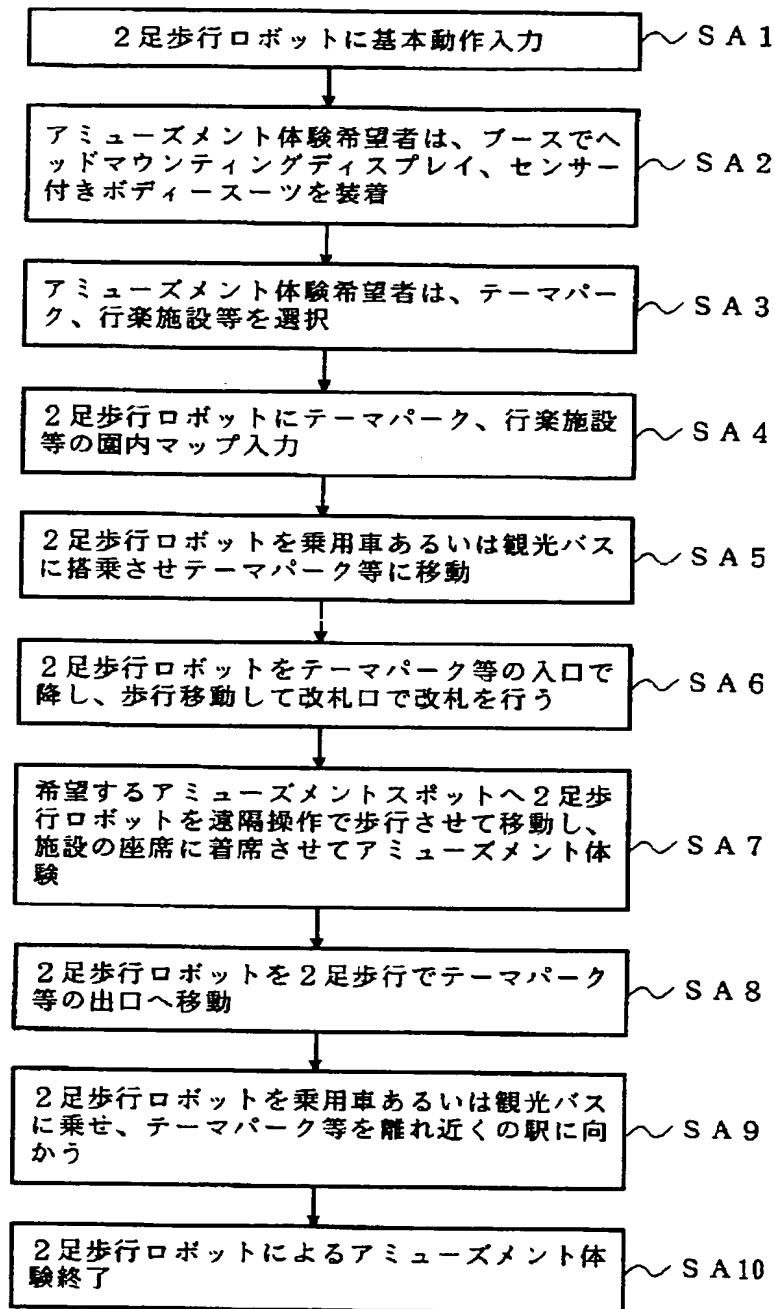 2足歩行ロボットに基本動作入力
SA1
アミューズメント体験希望者は、ブースでヘ
ッドマウンティングディスプレイ、センサー
付きボディースーツを装着
SA2
アミューズメント体験希望者は、テーマパー
ク、行楽施設等を選択
SA3
2足歩行ロボットにテーマパーク、行楽施設
等の園内マップ入力
SA4
2足歩行ロボットを乗用車あるいは観光バス
に搭乗させテーマパーク等に移動
SA5
2足歩行ロボットをテーマパーク等の入口で
降し、歩行移動して改札口で改札を行う
SA6
希望するアミューズメントスポットへ2足歩
行ロボットを遠隔操作で歩行させて移動し、
施設の座席に着席させてアミューズメント体
験
SA7
2足歩行ロボットを2足歩行でテーマパーク
等の出口へ移動
SA8
2足歩行ロボットを乗用車あるいは観光バス
に乗せ、テーマパーク等を離れ近くの駅に向
かう
SA9
2足歩行ロボットによるアミューズメント体
験終了
SA10